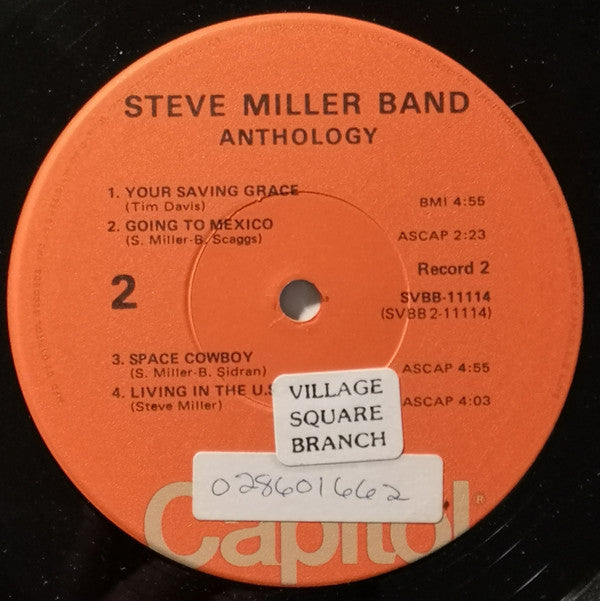 STEVE MILLER BAND
ANTHOLOGY
1. YOUR SAVING GRACE
(Tim Davis)
BMI 4:55
2. GOING TO MEXICO
(S. Miller-B. Scaggs)
ASCAP 2:23
Record 2
2
SVBB-11114
(SVBB 2-11114)
3. SPACE COWBOY
(S. Miller-B. Sidran)
ASCAP 4:55
4. LIVING IN THE U.S
(Steve Miller)
ASCAP 4:03
VILLAGE
SQUARE
BRANCH
028601662
Capitol
®